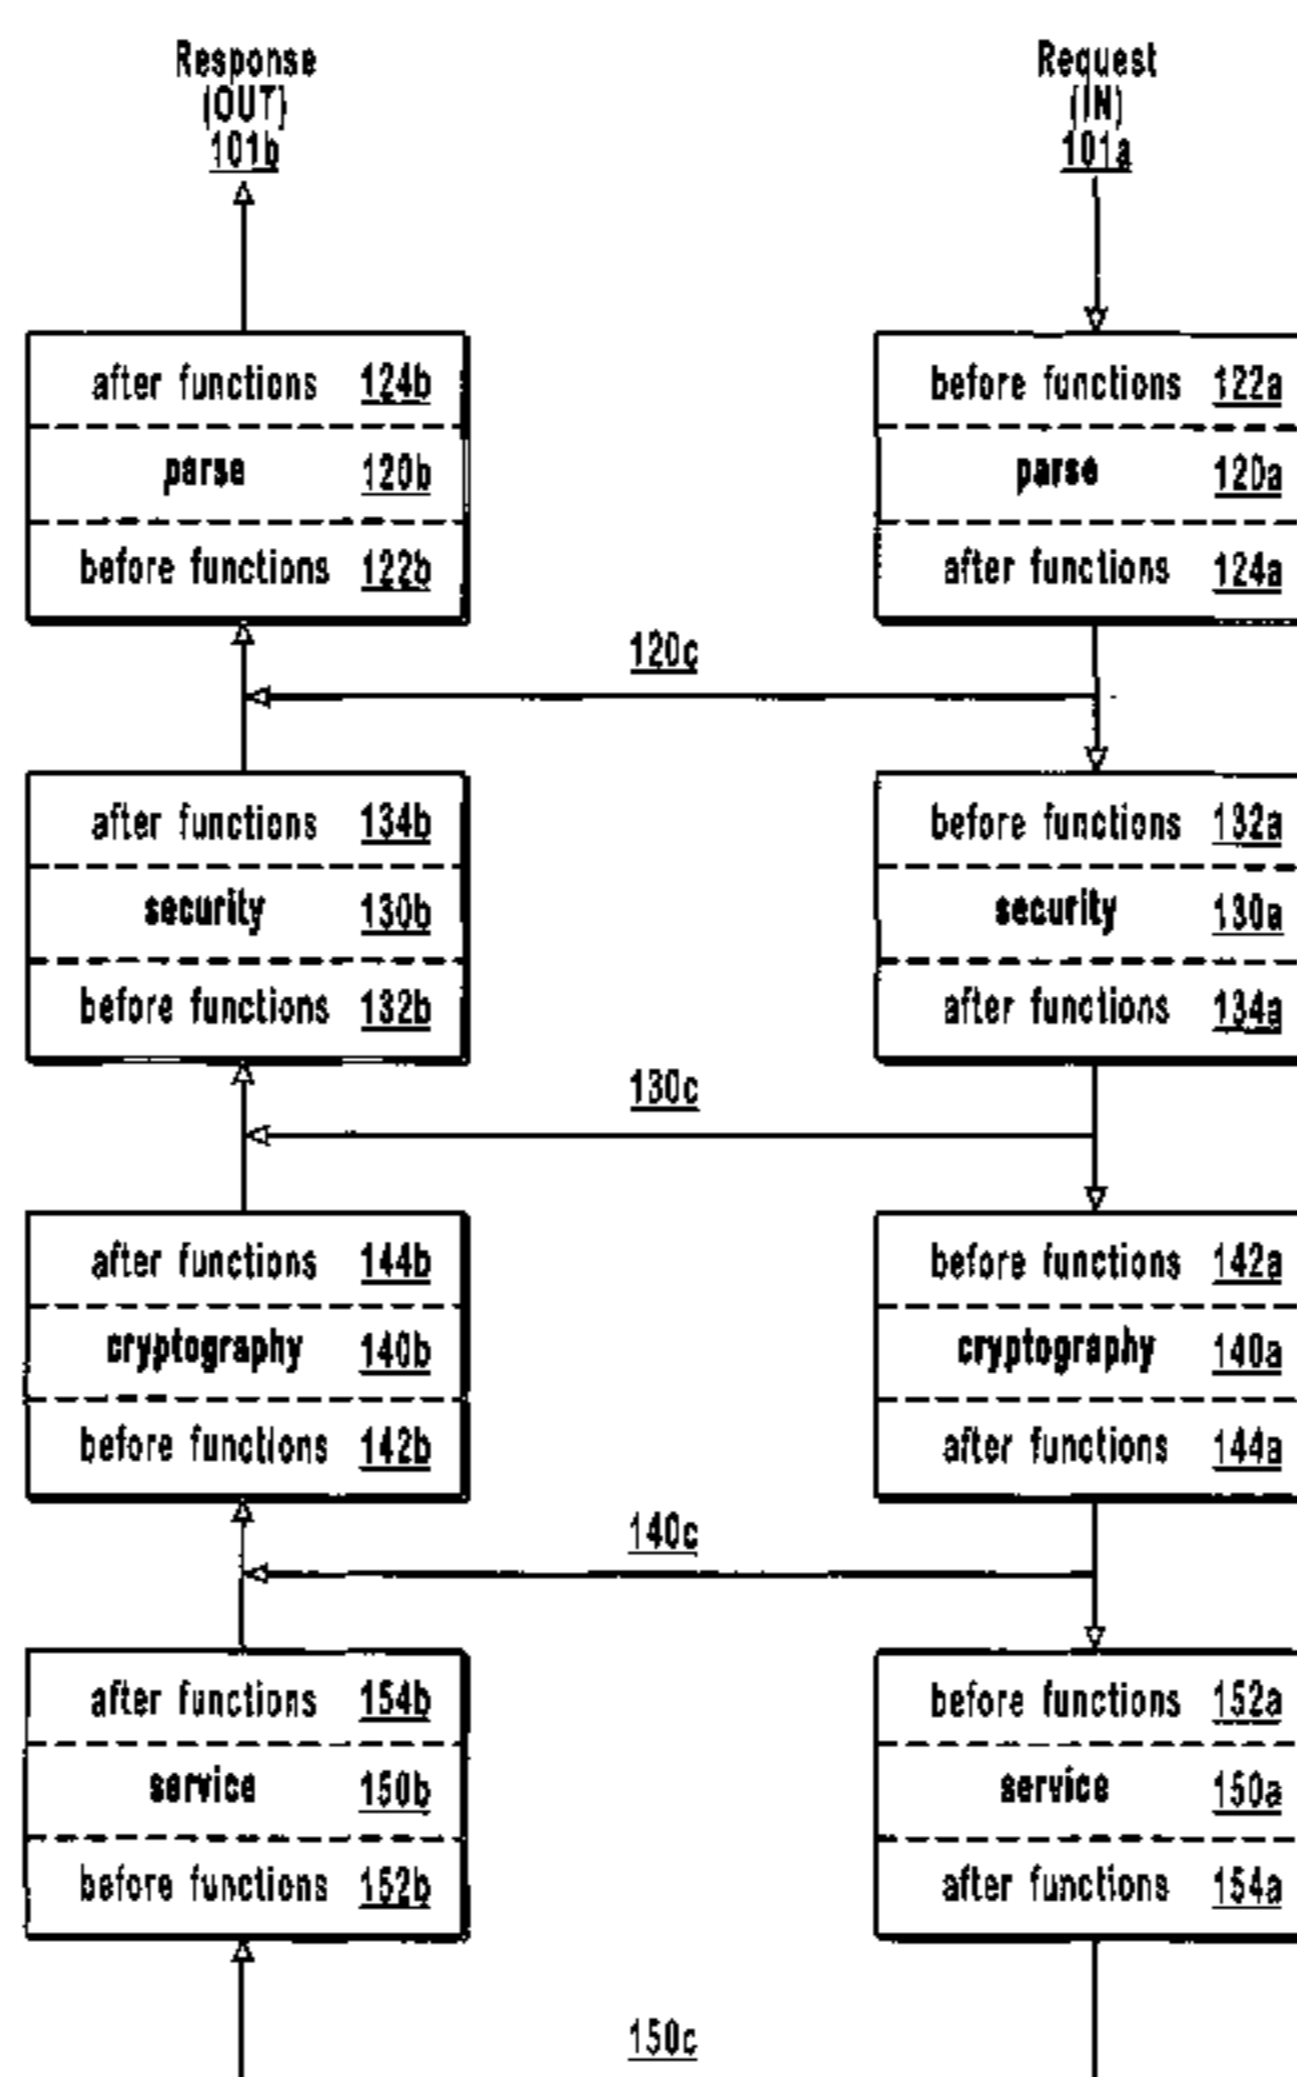 Response
(OUT)
101b
Request
(IN)
101a
after functions 124b
parse 120b
before functions 122b
before functions 122a
parse 120a
after functions 124a
120c
after functions 134b
security 130b
before functions 132b
before functions 132a
security 130a
after functions 134a
130c
after functions 144b
cryptography 140b
before functions 142b
before functions 142a
cryptography 140a
after functions 144a
140c
after functions 154b
service 150b
before functions 152b
before functions 152a
service 150a
after functions 154a
150c